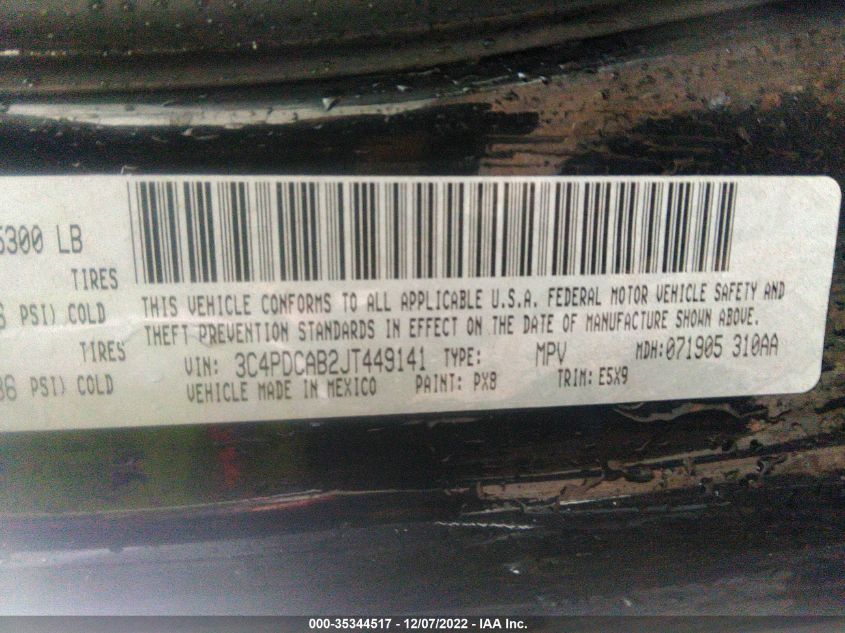 5300 LB
TIRES
PSI) COLD
THIS VEHICLE CONFORMS TO ALL APPLICABLE U.S.A. FEDERAL MOTOR VEHICLE SAFETY AND
THEFT PREVENTION STANDARDS IN EFFECT ON THE DATE OF MANUFACTURE SHOWN ABOVE.
TIRES
VIN: 3C4PDCAB2JT449141 TYPE: MPV MDH:071905 310AA
36 PSI) COLD
VEHICLE MADE IN MEXICO PAINT: PX8 TRIM: E5X9
000-35344517 - 12/07/2022 - IAA Inc.